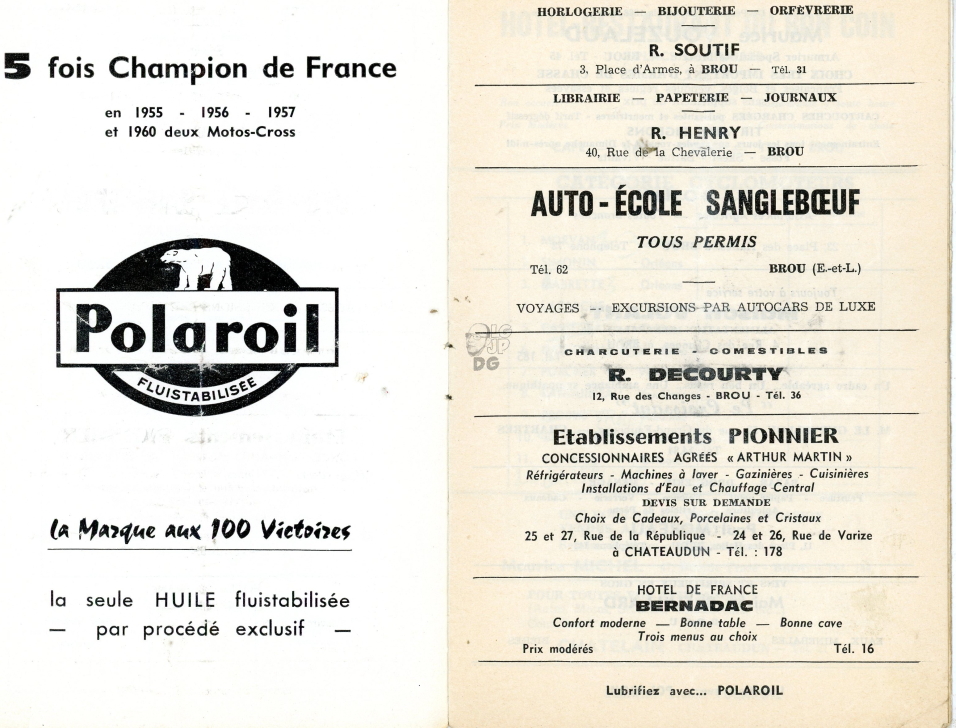 5 fois Champion de France
en 1955 - 1956 - 1957
et 1960 deux Motos-Cross
Polaroil
FLUISTABILISÉE
la Marque aux 100 Victoires
la seule HUILE fluistabilisée
— par procédé exclusif —
HORLOGERIE — BIJOUTERIE — ORFÈVRERIE
R. SOUTIF
3, Place d'Armes, à BROU Tél. 31
LIBRAIRIE — PAPETERIE — JOURNAUX
R. HENRY
40, Rue de la Chevalerie — BROU
AUTO-ÉCOLE SANGLEBŒUF
TOUS PERMIS
Tél. 62 BROU (E.-et-L.)
VOYAGES — EXCURSIONS PAR AUTOCARS DE LUXE
CHARCUTERIE - COMESTIBLES
R. DECOURTY
12, Rue des Changes - BROU - Tél. 36
Etablissements PIONNIER
CONCESSIONNAIRES AGRÉÉS « ARTHUR MARTIN »
Réfrigérateurs - Machines à laver - Gazinières - Cuisinières
Installations d'Eau et Chauffage Central
DEVIS SUR DEMANDE
Choix de Cadeaux, Porcelaines et Cristaux
25 et 27, Rue de la République - 24 et 26, Rue de Varize
à CHATEAUDUN - Tél. : 178
HOTEL DE FRANCE
BERNADAC
Confort moderne — Bonne table — Bonne cave
Trois menus au choix
Prix modérés Tél. 16
Lubrifiez avec... POLAROIL